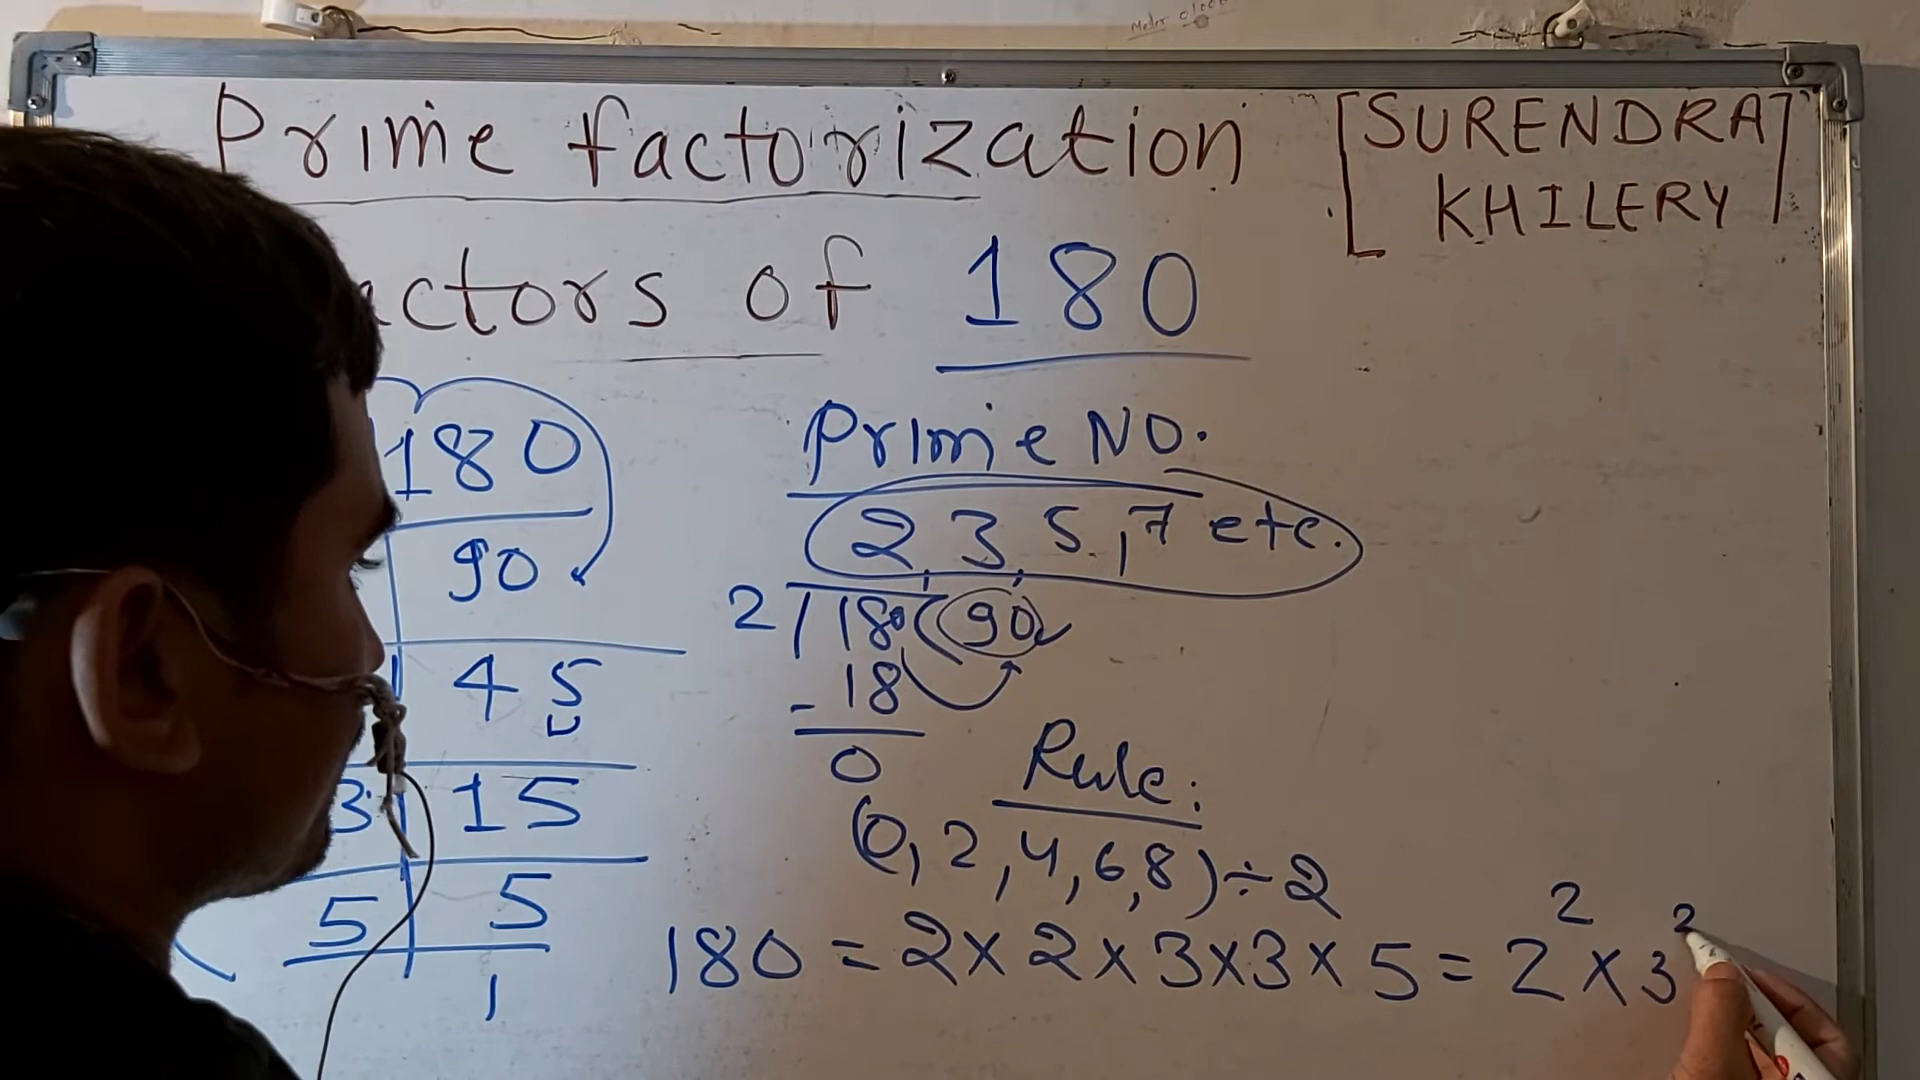 Prime factorization
[SURENDRA
KHILERY]
actors of 180
180
90
45
3 15
5 5
1
Prime NO.
2, 3, 5, 7 etc.
2/180(90
-18
0
Rule:
(0, 2, 4, 6, 8) ÷ 2
180 = 2 × 2 × 3 × 3 × 5 = 2² × 3²